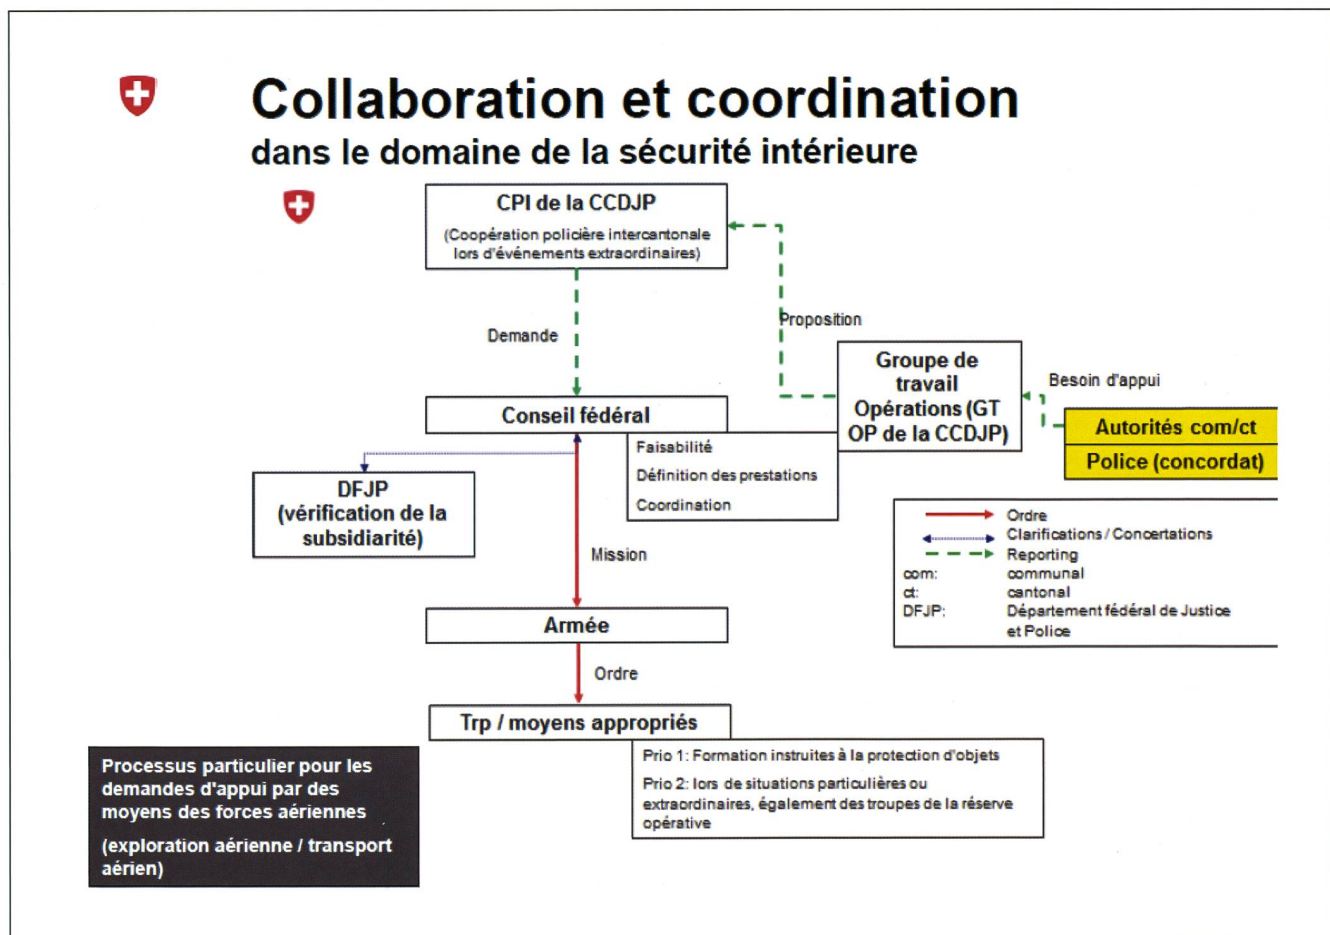 Collaboration et coordination
dans le domaine de la sécurité intérieure
CPI de la CCDJP
(Coopération policière intercantonale
lors d'événements extraordinaires)
Demande
Proposition
Groupe de
travail
Opérations (GT
OP de la CCDJP)
Besoin d'appui
Autorités com/ct
Police (concordat)
Conseil fédéral
Faisabilité
Définition des prestations
Coordination
DFJP
(vérification de la
subsidiarité)
Mission
Ordre
Clarifications / Concertations
Reporting
com: communal
ct: cantonal
DFJP: Département fédéral de Justice
et Police
Armée
Ordre
Trp / moyens appropriés
Prio 1: Formation instruites à la protection d'objets
Prio 2: lors de situations particulières ou
extraordinaires, également des troupes de la réserve
opérative
Processus particulier pour les
demandes d'appui par des
moyens des forces aériennes
(exploration aérienne / transport
aérien)